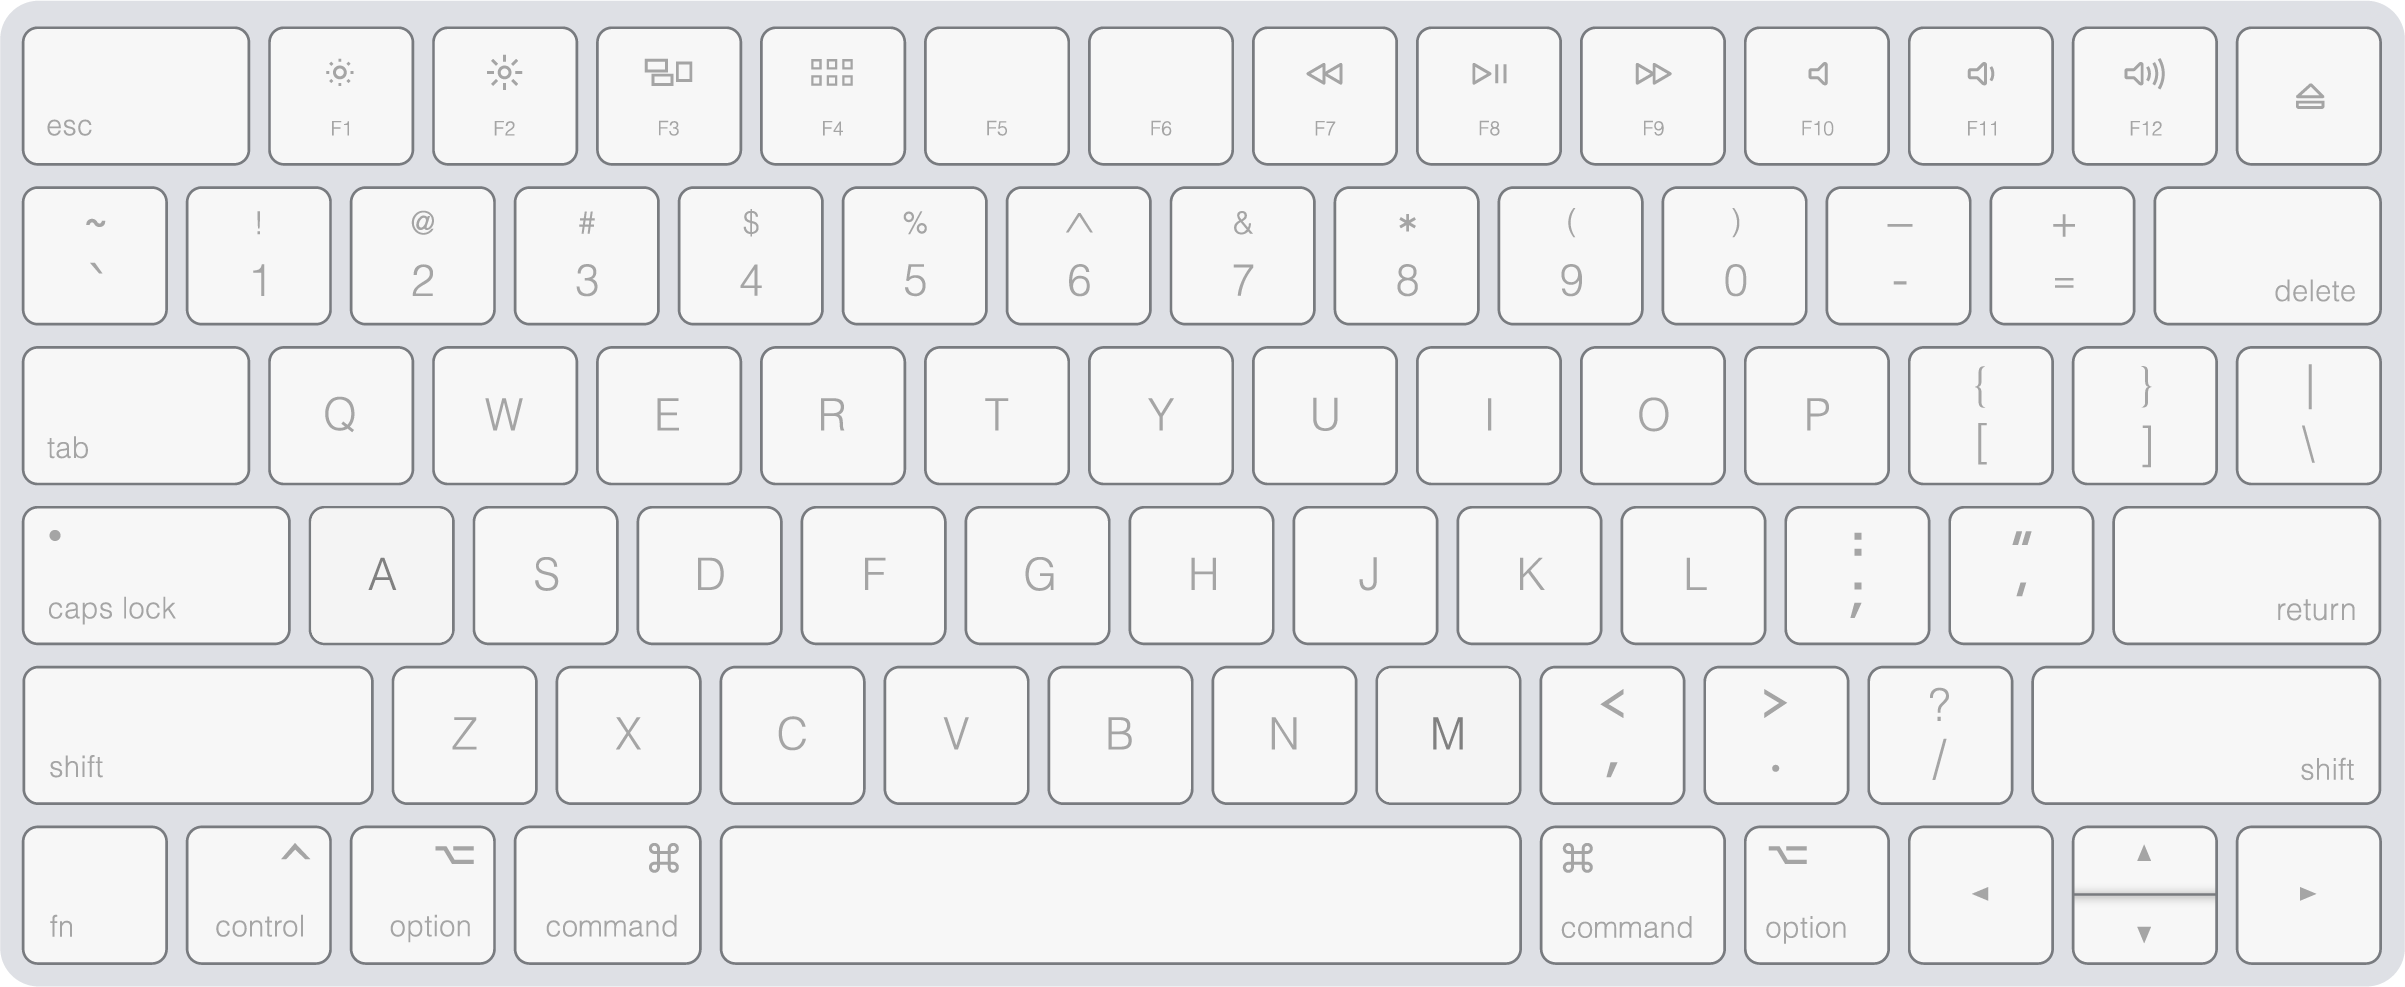 esc F1 F2 F3 F4 F5 F6 F7 F8 F9 F10 F11 F12
~ ! @ # $ % ^ & * ( ) — +
` 1 2 3 4 5 6 7 8 9 0 - = delete
tab Q W E R T Y U I O P { } |
[ ] \
caps lock A S D F G H J K L : "
; ' return
shift Z X C V B N M < > ? shift
, . /
fn control option command command option